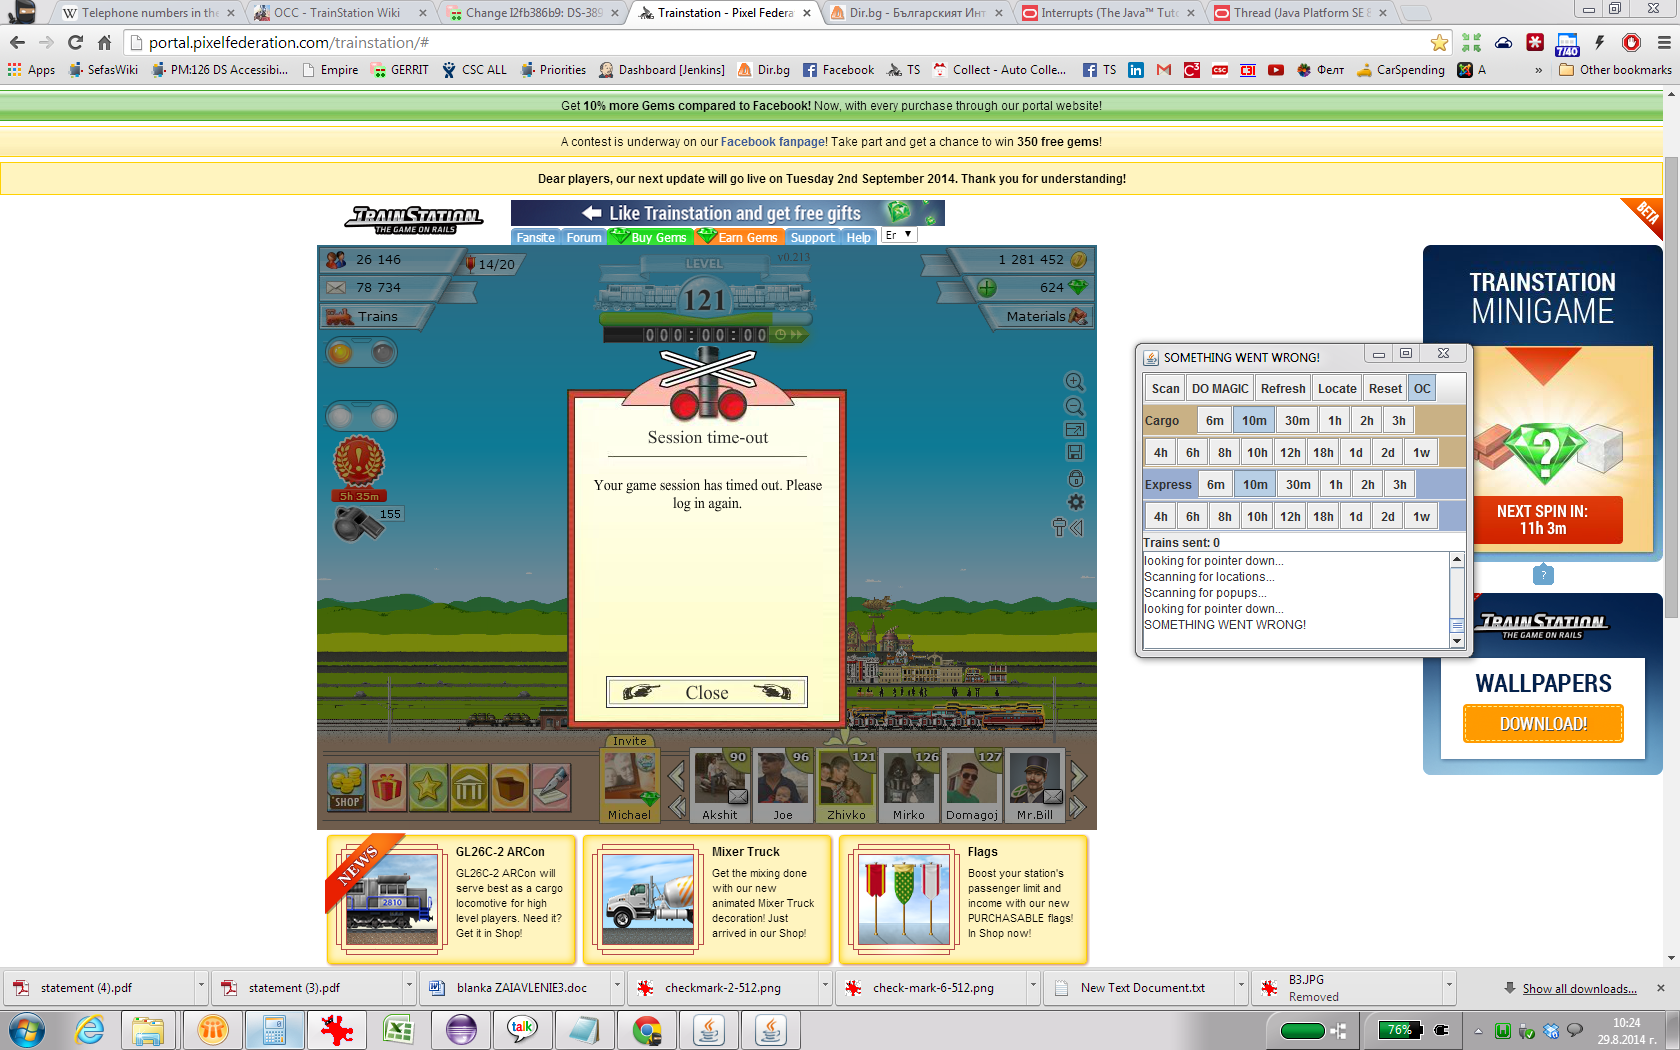 Telephone numbers in the
OCC - TrainStation Wiki
Change I2fb386b9: DS-389
Trainstation - Pixel Federa
Dir.bg - Българският Инт
Interrupts (The Java™ Tuto
Thread (Java Platform SE 8
portal.pixelfederation.com/trainstation/#
7/40
Apps
SefasWiki
PM:126 DS Accessibi...
Empire
GERRIT
CSC ALL
Priorities
Dashboard [Jenkins]
Dir.bg
Facebook
TS
Collect - Auto Colle...
TS
Фелт
CarSpending
A
»
Other bookmarks
Get 10% more Gems compared to Facebook! Now, with every purchase through our portal website!
A contest is underway on our Facebook fanpage! Take part and get a chance to win 350 free gems!
Dear players, our next update will go live on Tuesday 2nd September 2014. Thank you for understanding!
TRAINSTATION
THE GAME ON RAILS
Like Trainstation and get free gifts
BETA
Fansite
Forum
Buy Gems
Earn Gems
Support
Help
Er
26 146
14/20
LEVEL
v0.213
1 281 452
78 734
121
624
Trains
000:00:00:00
Materials
5h 35m
155
Session time-out
Your game session has timed out. Please
log in again.
Close
SOMETHING WENT WRONG!
Scan
DO MAGIC
Refresh
Locate
Reset
OC
Cargo
6m
10m
30m
1h
2h
3h
4h
6h
8h
10h
12h
18h
1d
2d
1w
Express
6m
10m
30m
1h
2h
3h
4h
6h
8h
10h
12h
18h
1d
2d
1w
Trains sent: 0
looking for pointer down...
Scanning for locations...
Scanning for popups...
looking for pointer down...
SOMETHING WENT WRONG!
TRAINSTATION
MINIGAME
?
NEXT SPIN IN:
11h 3m
?
TRAINSTATION
THE GAME ON RAILS
WALLPAPERS
DOWNLOAD!
SHOP
Invite
Michael
90
Akshit
96
Joe
121
Zhivko
126
Mirko
127
Domagoj
Mr.Bill
NEWS
2810
GL26C-2 ARCon
GL26C-2 ARCon will
serve best as a cargo
locomotive for high
level players. Need it?
Get it in Shop!
Mixer Truck
Get the mixing done
with our new
animated Mixer Truck
decoration! Just
arrived in our Shop!
Flags
Boost your station's
passenger limit and
income with our new
PURCHASABLE flags!
In Shop now!
statement (4).pdf
statement (3).pdf
blanka ZAIAVLENIE3.doc
checkmark-2-512.png
check-mark-6-512.png
New Text Document.txt
B3.JPG
Removed
Show all downloads...
talk
76%
10:24
29.8.2014 г.